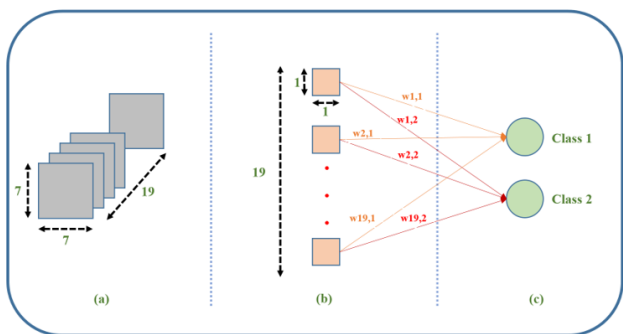 7
7
19
(a)
19
1
1
w1,1
w1,2
w2,1
w2,2
w19,1
w19,2
(b)
Class 1
Class 2
(c)